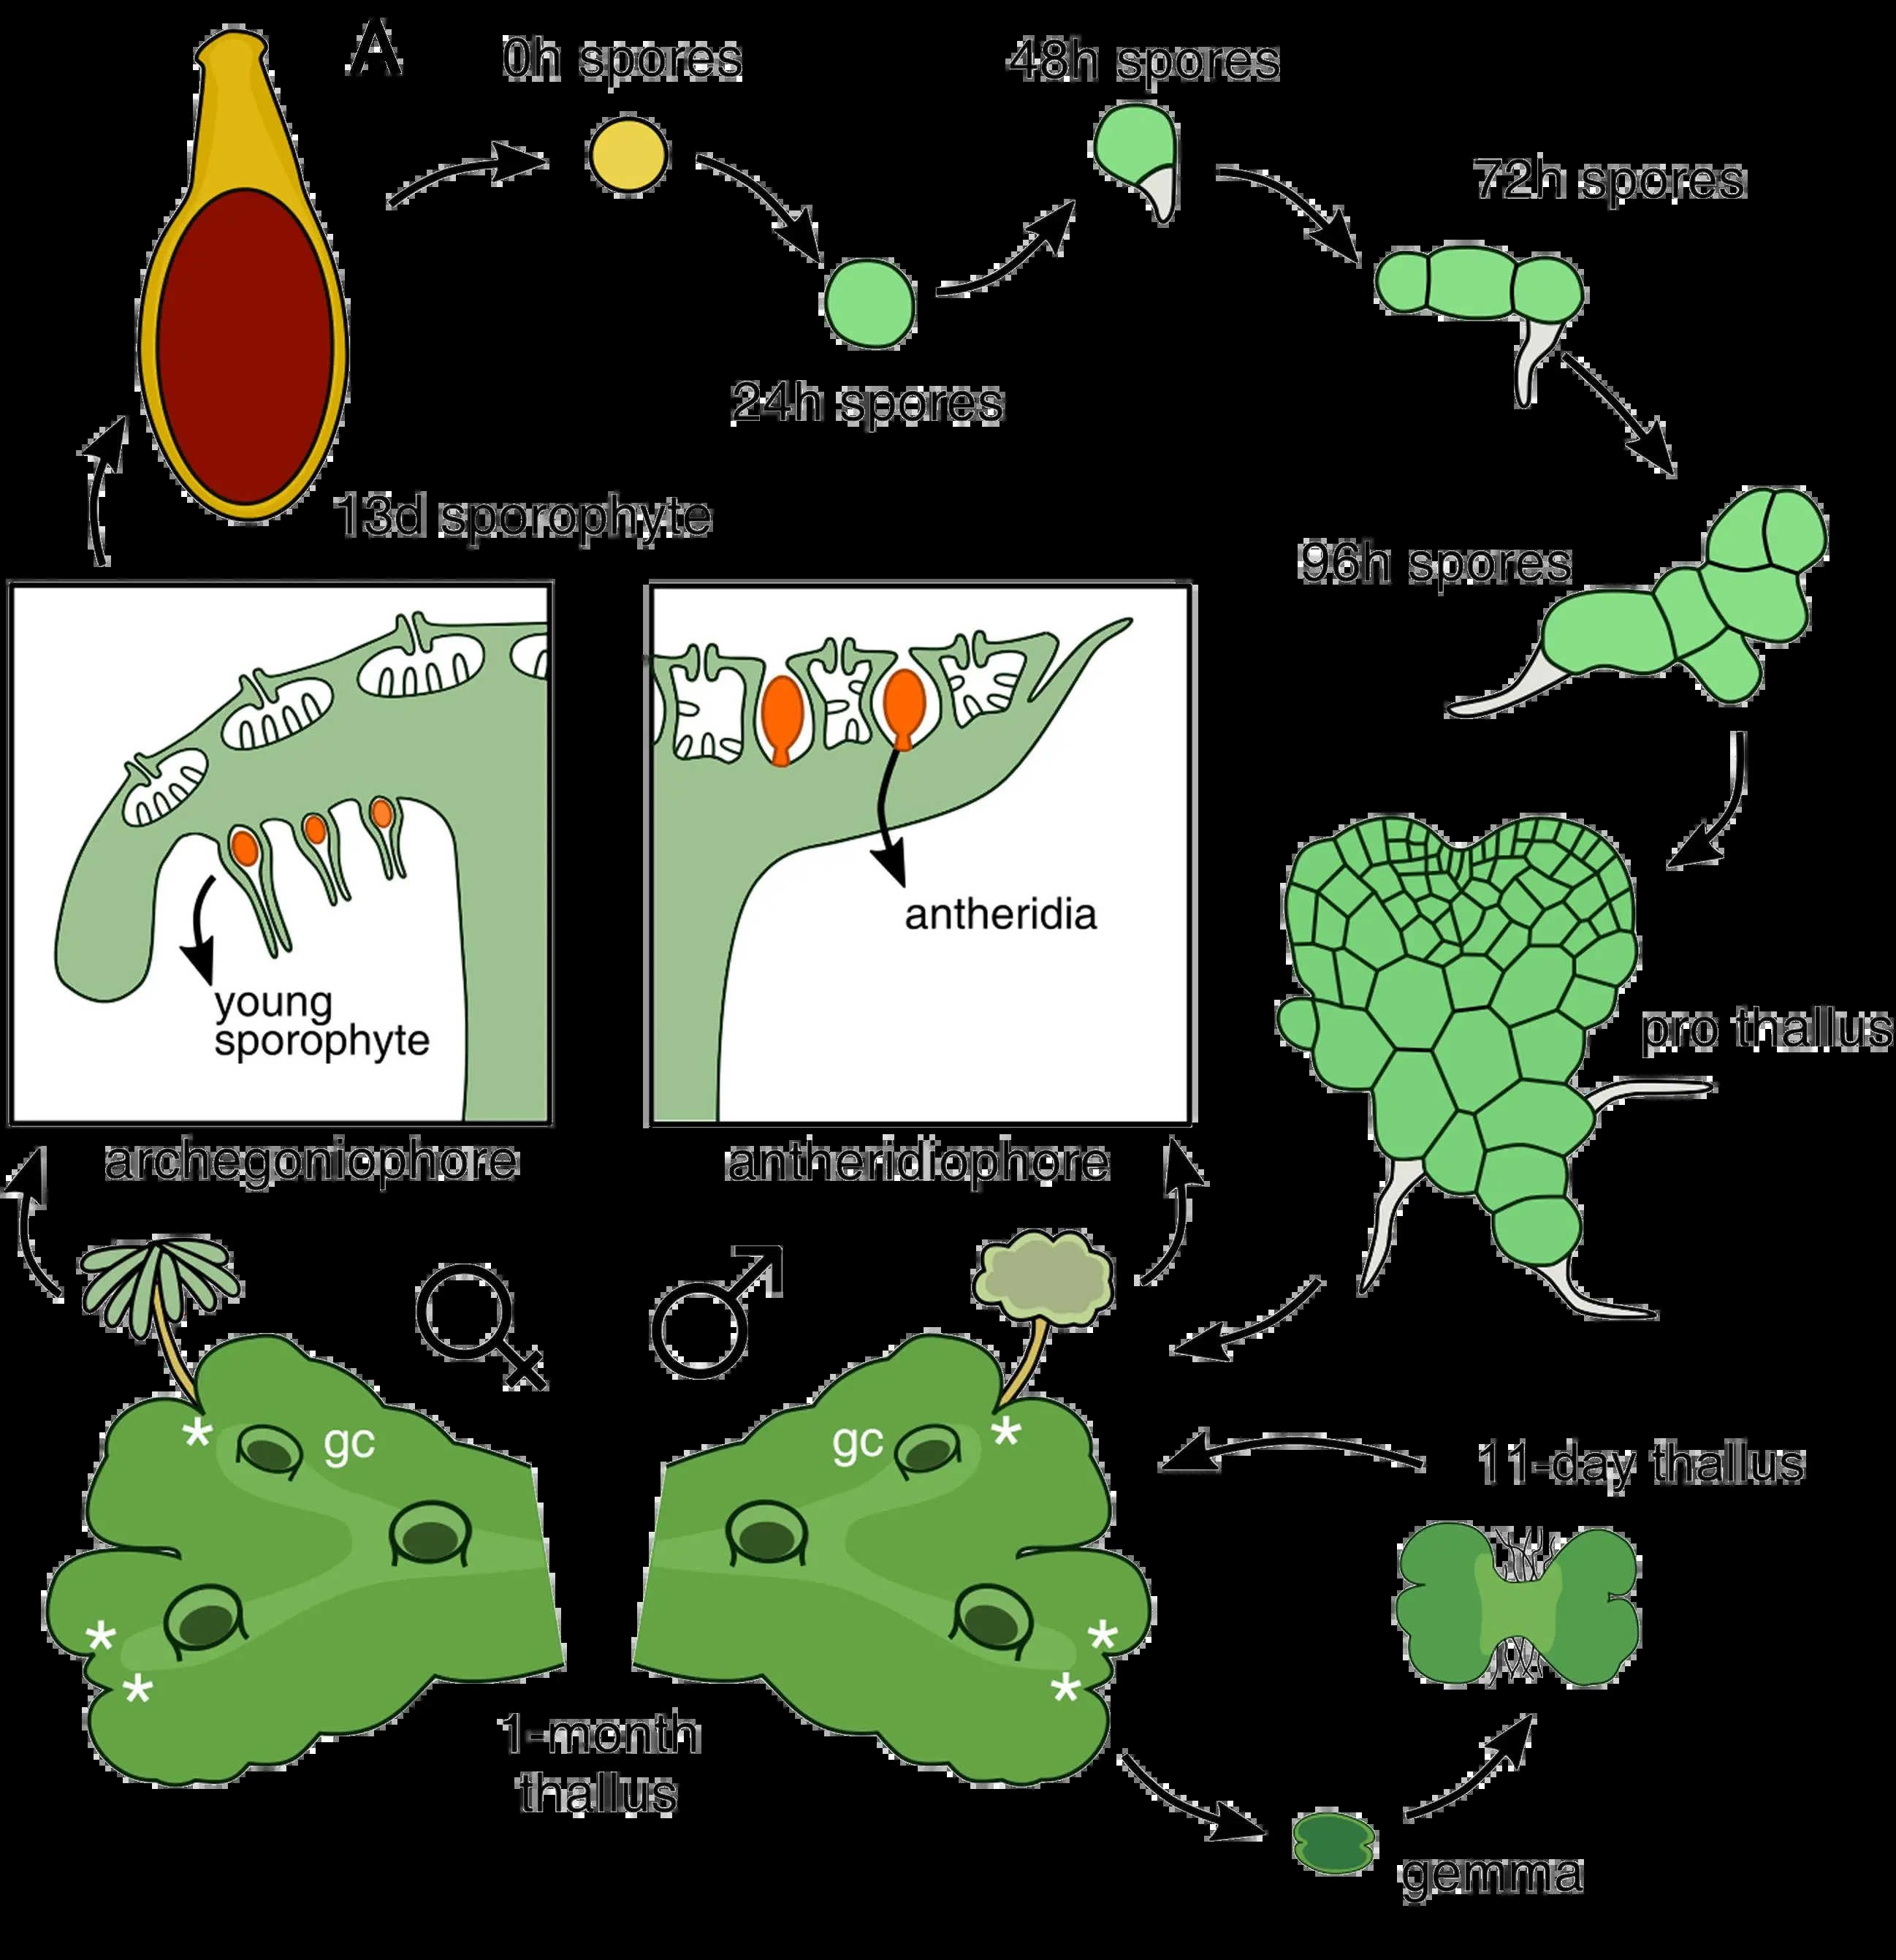 A
0h spores
48h spores
72h spores
24h spores
13d sporophyte
96h spores
antheridia
young
sporophyte
pro thallus
archegoniophore
antheridiophore
gc
gc
*
*
*
*
*
*
11-day thallus
1-month
thallus
gemma